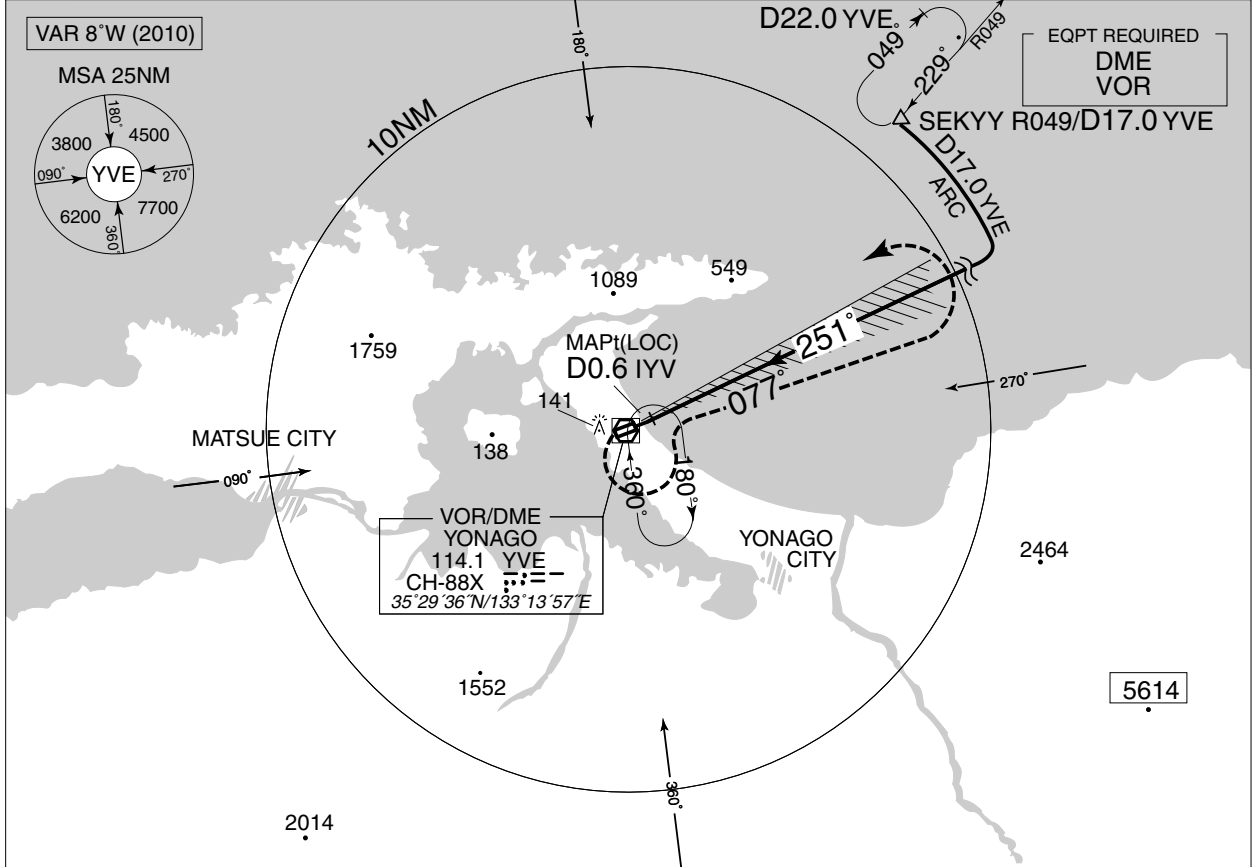 VAR 8°W (2010)
MSA 25NM
180°
3800
4500
090°
YVE
270°
6200
7700
360°
180°
10NM
D22.0 YVE
049°
229°
R049
EQPT REQUIRED
DME
VOR
SEKYY R049/D17.0 YVE
D17.0 YVE
ARC
1089
549
1759
MAPt(LOC)
D0.6 IYV
251°
077°
141
270°
MATSUE CITY
138
090°
360°
180°
VOR/DME
YONAGO
114.1 YVE
CH-88X
35°29´36˝N/133°13´57˝E
YONAGO
CITY
2464
1552
5614
360°
2014